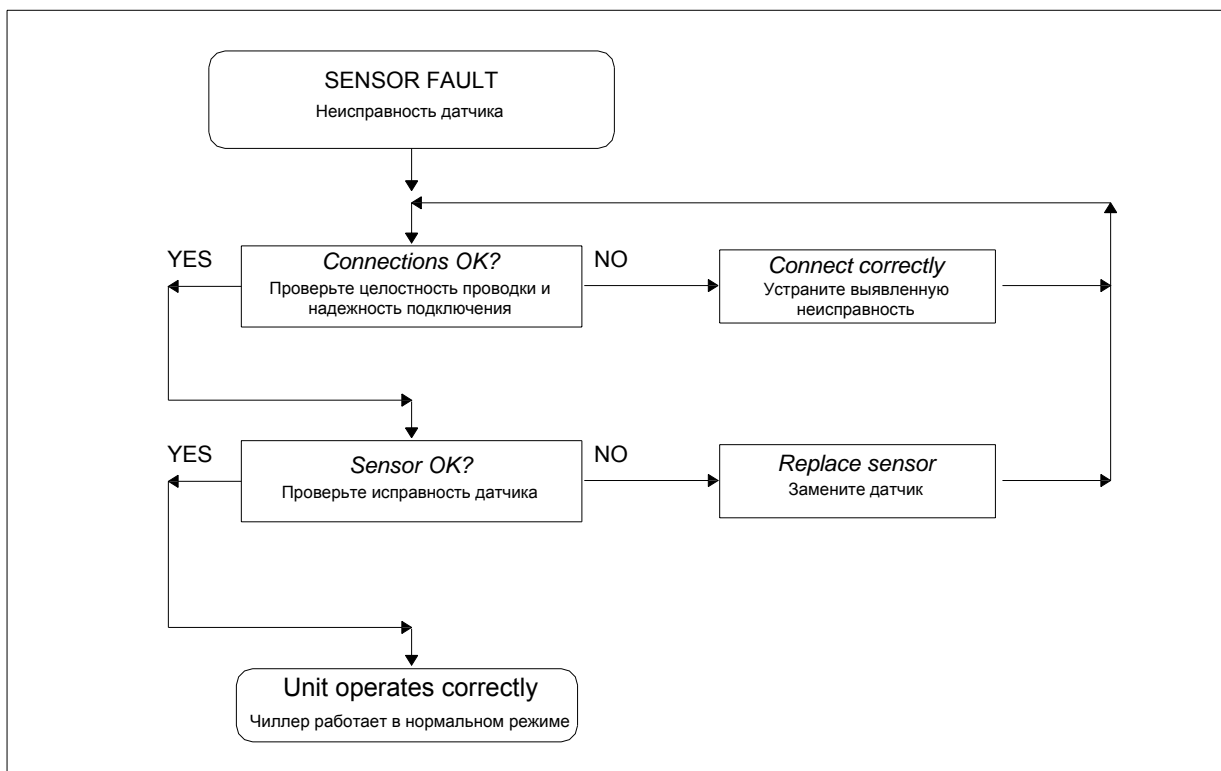 SENSOR FAULT
Неисправность датчика
YES
Connections OK?
Проверьте целостность проводки и
надежность подключения
NO
Connect correctly
Устраните выявленную
неисправность
YES
Sensor OK?
Проверьте исправность датчика
NO
Replace sensor
Замените датчик
Unit operates correctly
Чиллер работает в нормальном режиме